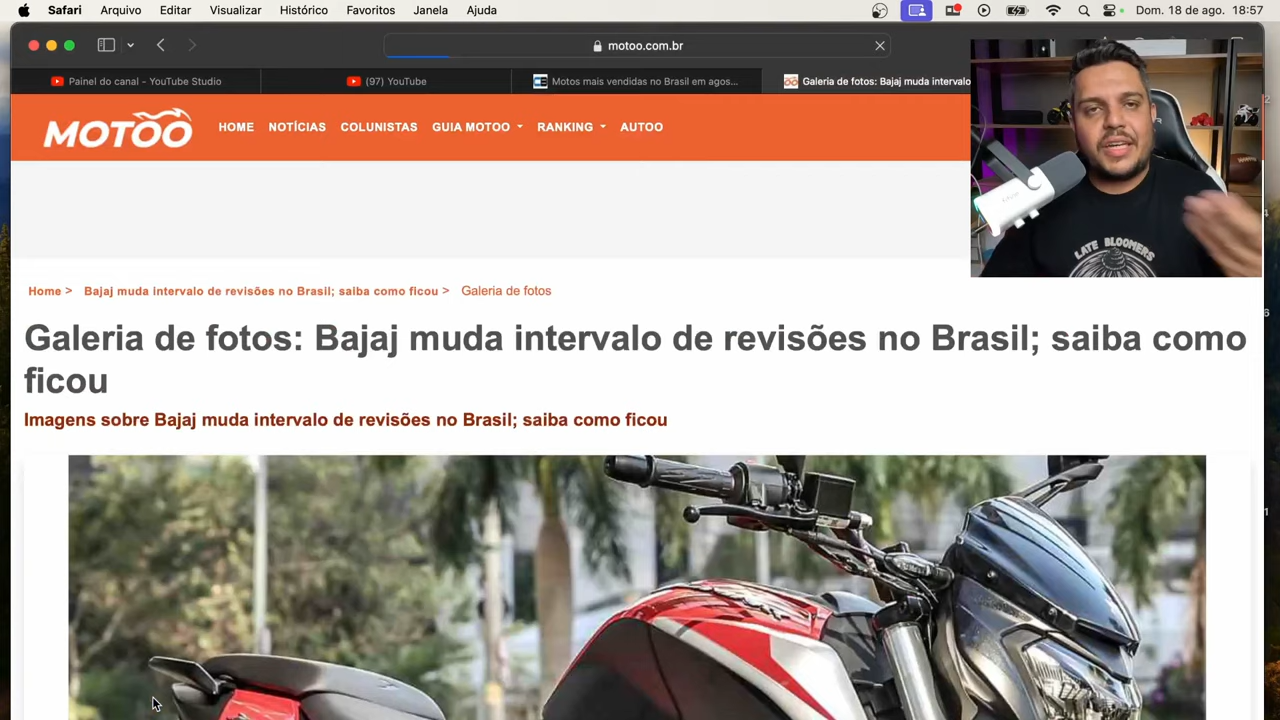 Safari Arquivo Editar Visualizar Histórico Favoritos Janela Ajuda Dom. 18 de ago. 18:57
motoo.com.br
Painel do canal - YouTube Studio
(97) YouTube
Motos mais vendidas no Brasil em agos...
Galeria de fotos: Bajaj muda intervalo
MOTOO
HOME NOTÍCIAS COLUNISTAS GUIA MOTOO RANKING AUTOO
LATE BLOOMERS
Home > Bajaj muda intervalo de revisões no Brasil; saiba como ficou > Galeria de fotos
Galeria de fotos: Bajaj muda intervalo de revisões no Brasil; saiba como
ficou
Imagens sobre Bajaj muda intervalo de revisões no Brasil; saiba como ficou